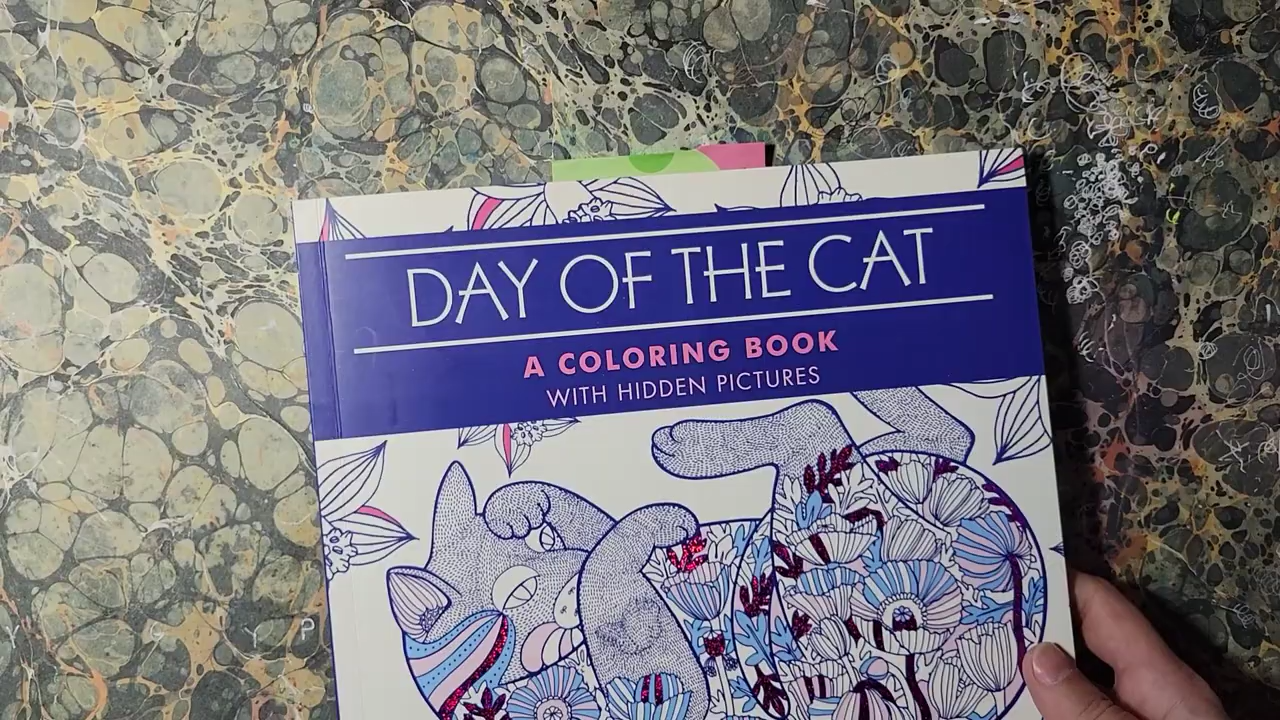 DAY OF THE CAT
A COLORING BOOK
WITH HIDDEN PICTURES